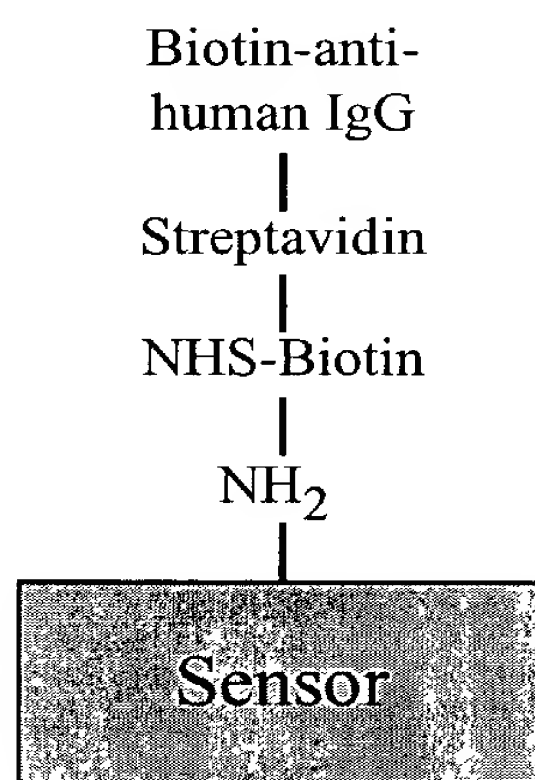 Biotin-anti-
human IgG
Streptavidin
NHS-Biotin
NH₂
Sensor